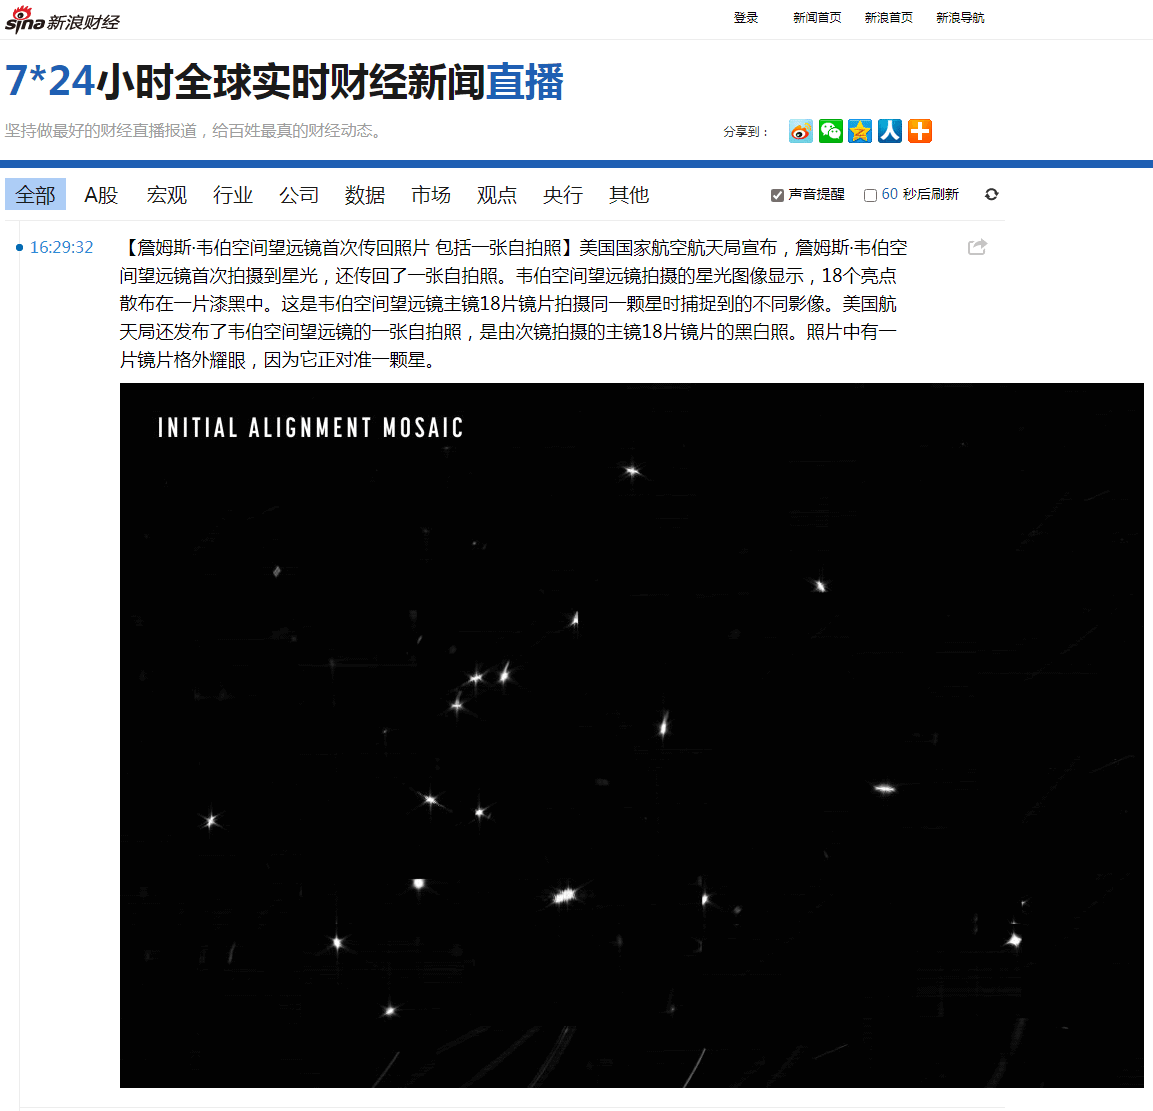 sina新浪财经
登录 新闻首页 新浪首页 新浪导航
7*24小时全球实时财经新闻直播
坚持做最好的财经直播报道，给百姓最真的财经动态。
分享到：
全部 A股 宏观 行业 公司 数据 市场 观点 央行 其他 声音提醒 60 秒后刷新
16:29:32 【詹姆斯·韦伯空间望远镜首次传回照片 包括一张自拍照】美国国家航空航天局宣布，詹姆斯·韦伯空
间望远镜首次拍摄到星光，还传回了一张自拍照。韦伯空间望远镜拍摄的星光图像显示，18个亮点
散布在一片漆黑中。这是韦伯空间望远镜主镜18片镜片拍摄同一颗星时捕捉到的不同影像。美国航
天局还发布了韦伯空间望远镜的一张自拍照，是由次镜拍摄的主镜18片镜片的黑白照。照片中有一
片镜片格外耀眼，因为它正对准一颗星。
INITIAL ALIGNMENT MOSAIC